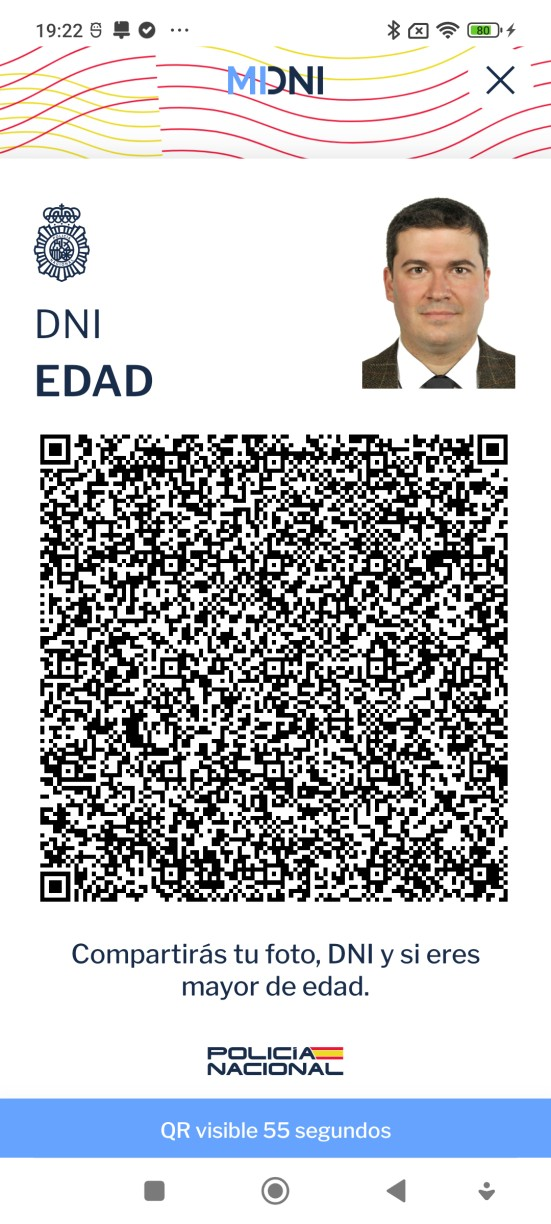 19:22
80
MIDNI
DNI
EDAD
Compartirás tu foto, DNI y si eres
mayor de edad.
POLICÍA
NACIONAL
QR visible 55 segundos